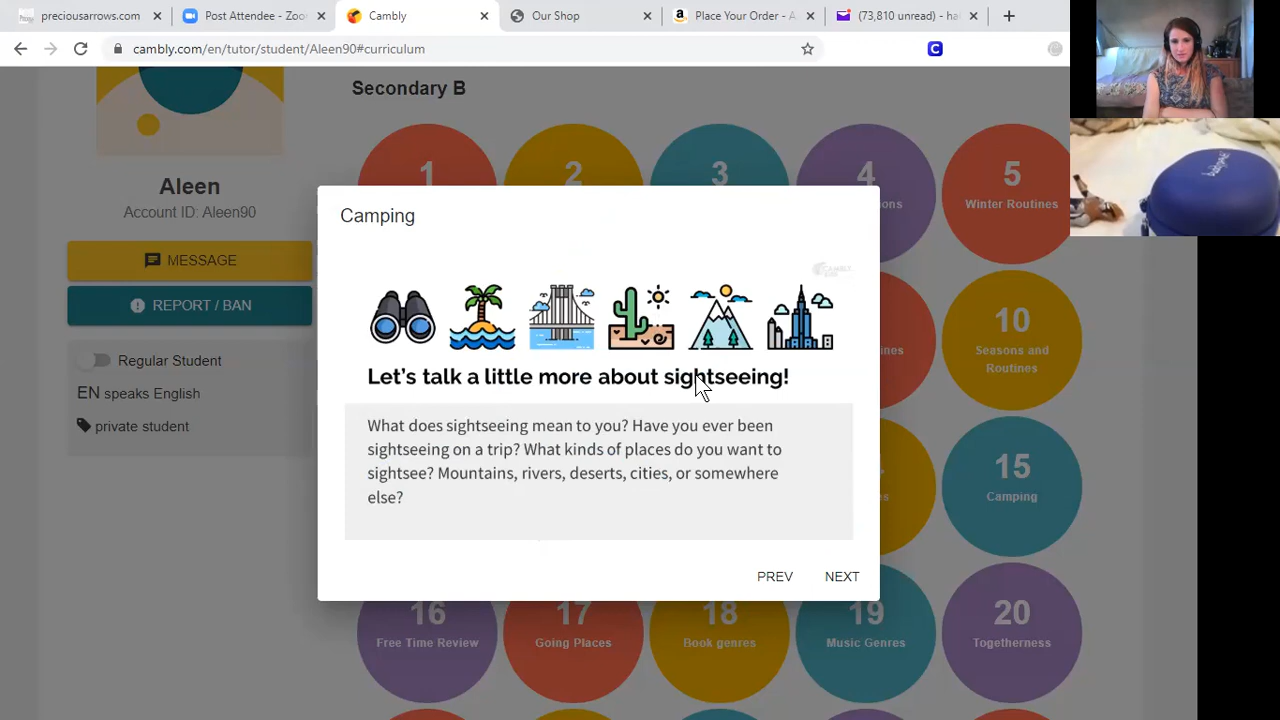 preciousarrows.com
Post Attendee - Zoo
Cambly
Our Shop
Place Your Order - A
(73,810 unread) - ha
cambly.com/en/tutor/student/Aleen90#curriculum
C
Secondary B
Aleen
Account ID: Aleen90
MESSAGE
REPORT / BAN
Regular Student
EN speaks English
private student
1
2
3
4
ons
5
Winter Routines
ines
10
Seasons and
Routines
es
15
Camping
16
Free Time Review
17
Going Places
18
Book genres
19
Music Genres
20
Togetherness
Camping
Let's talk a little more about sightseeing!
What does sightseeing mean to you? Have you ever been
sightseeing on a trip? What kinds of places do you want to
sightsee? Mountains, rivers, deserts, cities, or somewhere
else?
PREV
NEXT